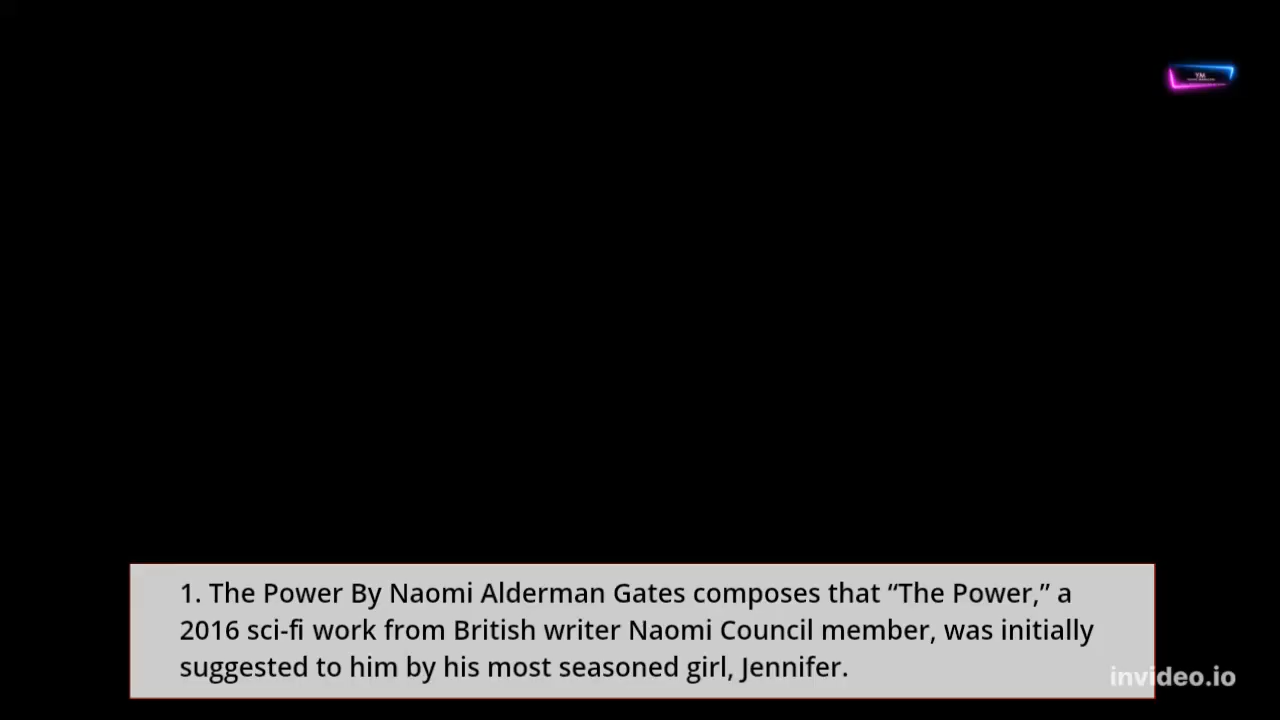 YM
1. The Power By Naomi Alderman Gates composes that “The Power,” a
2016 sci-fi work from British writer Naomi Council member, was initially
suggested to him by his most seasoned girl, Jennifer.
invideo.io